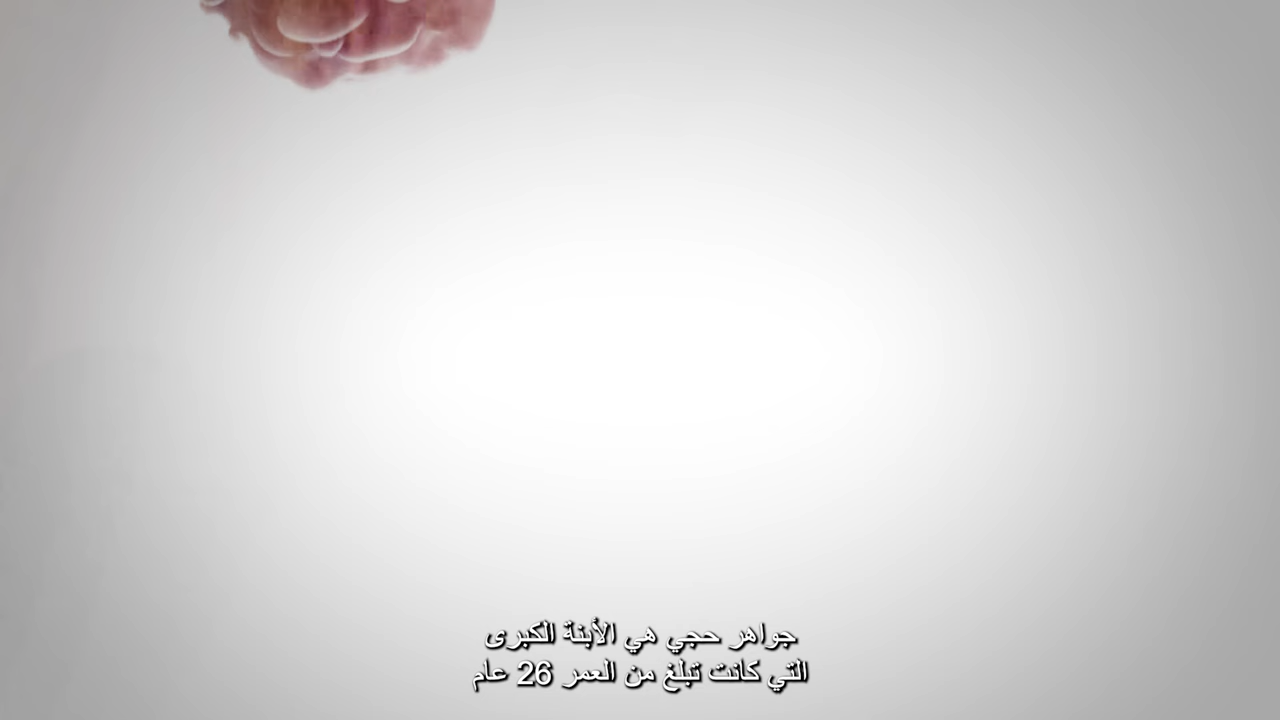 جواهر حجي هي الأبنة الكبرى
التي كانت تبلغ من العمر 26 عام